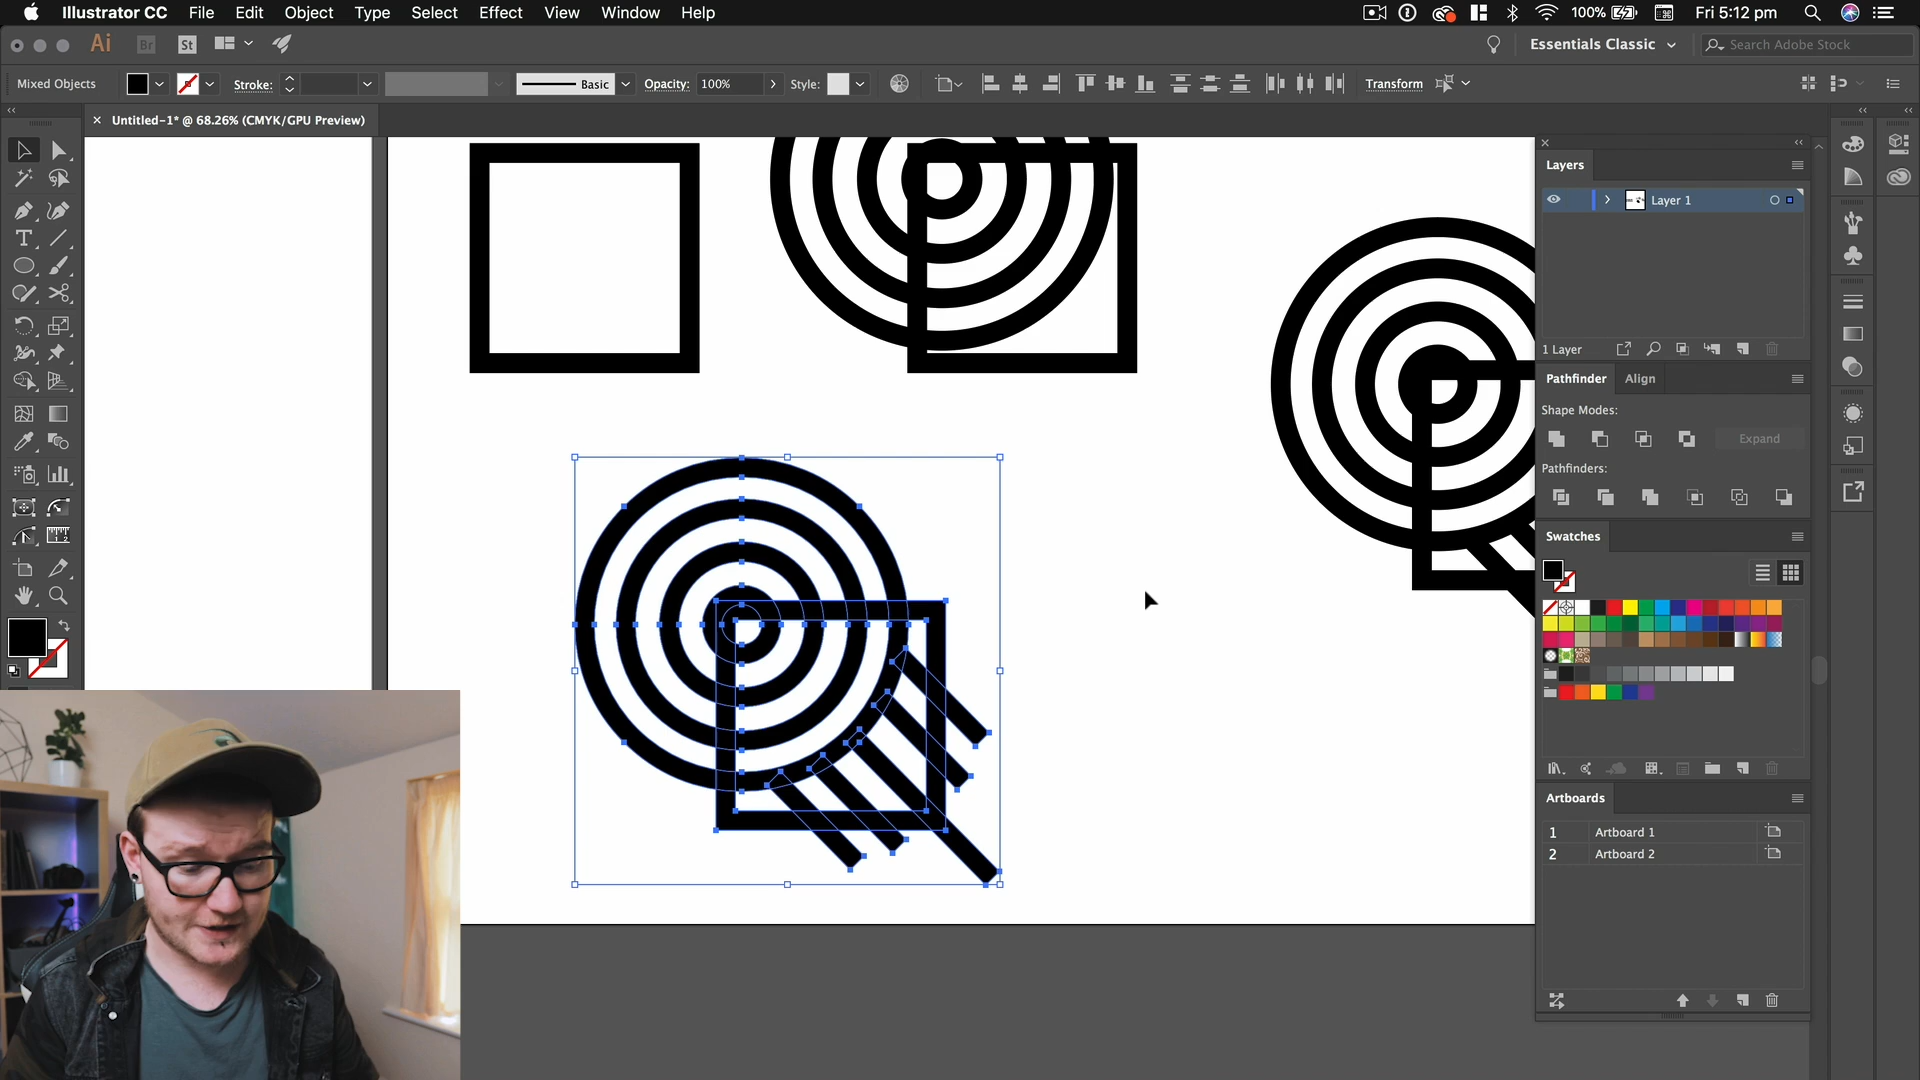 Illustrator CC File Edit Object Type Select Effect View Window Help 100% Fri 5:12 pm
Ai Br St Essentials Classic Search Adobe Stock
Mixed Objects Stroke: Basic Opacity: 100% Style: Transform
Untitled-1* @ 68.26% (CMYK/GPU Preview)
Layers
Layer 1
1 Layer
Pathfinder Align
Shape Modes:
Expand
Pathfinders:
Swatches
Artboards
1 Artboard 1
2 Artboard 2